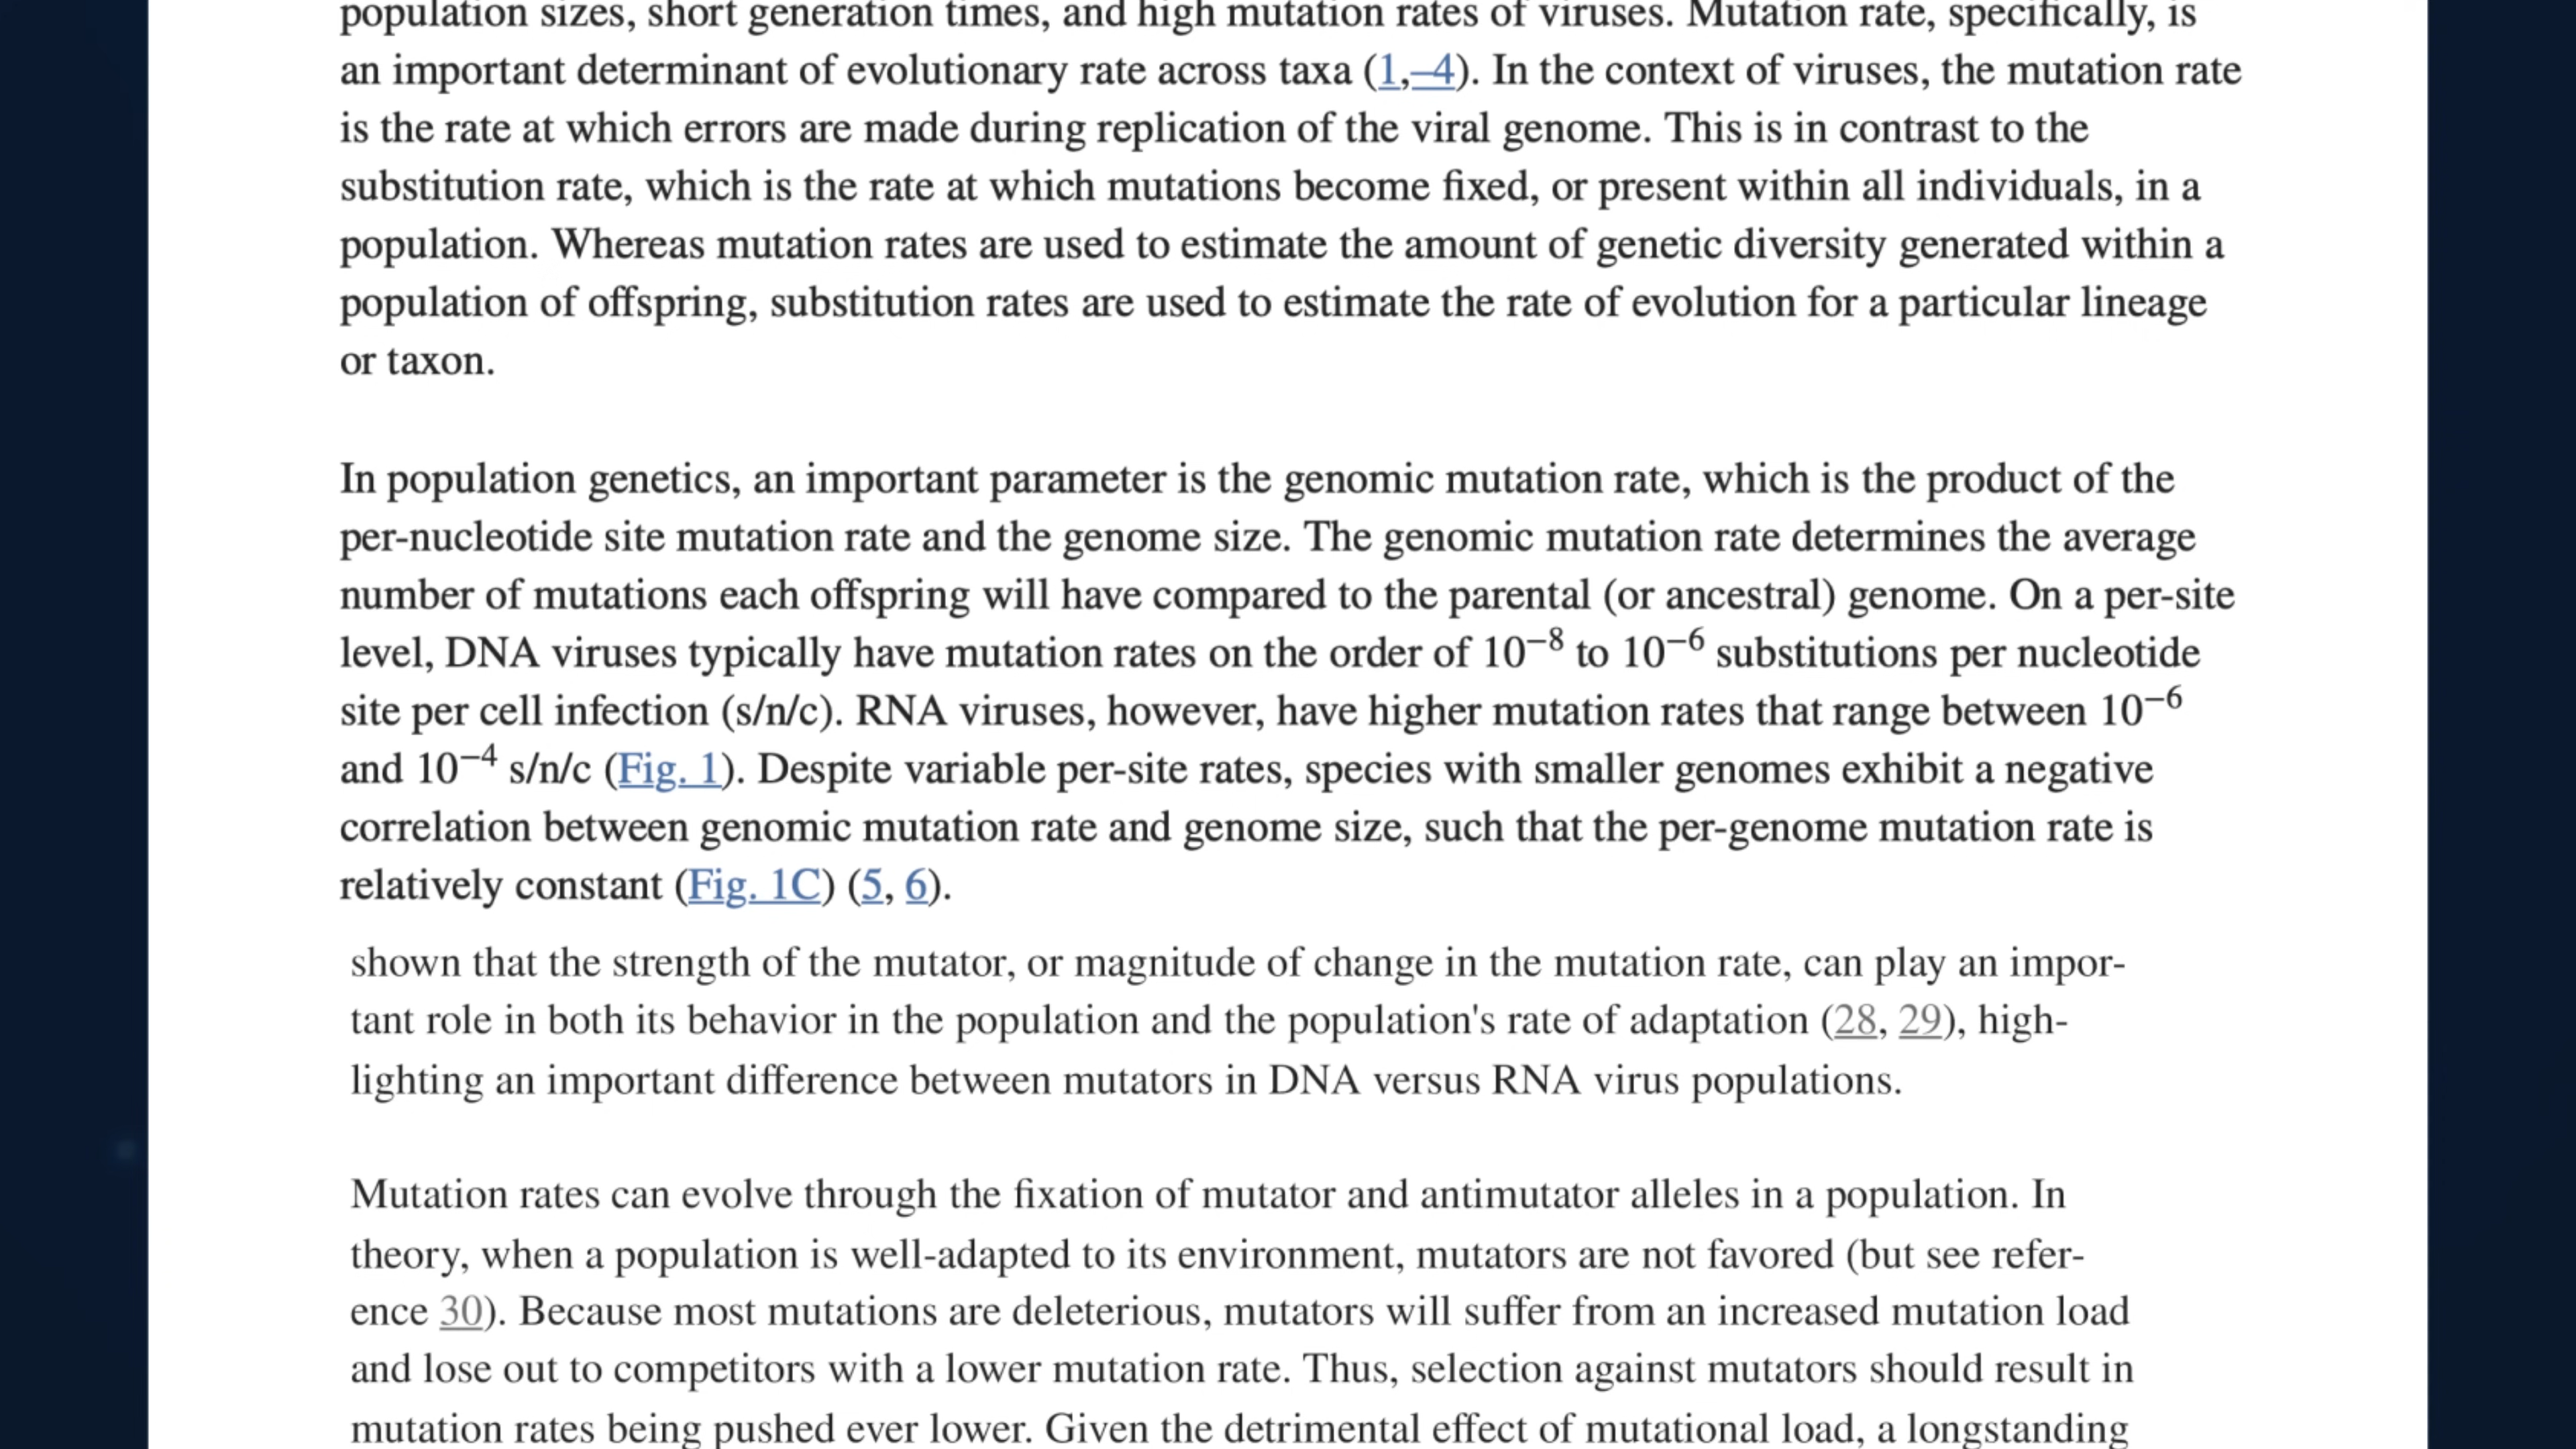 population sizes, short generation times, and high mutation rates of viruses. Mutation rate, specifically, is
an important determinant of evolutionary rate across taxa (1,–4). In the context of viruses, the mutation rate
is the rate at which errors are made during replication of the viral genome. This is in contrast to the
substitution rate, which is the rate at which mutations become fixed, or present within all individuals, in a
population. Whereas mutation rates are used to estimate the amount of genetic diversity generated within a
population of offspring, substitution rates are used to estimate the rate of evolution for a particular lineage
or taxon.
In population genetics, an important parameter is the genomic mutation rate, which is the product of the
per-nucleotide site mutation rate and the genome size. The genomic mutation rate determines the average
number of mutations each offspring will have compared to the parental (or ancestral) genome. On a per-site
level, DNA viruses typically have mutation rates on the order of 10⁻⁸ to 10⁻⁶ substitutions per nucleotide
site per cell infection (s/n/c). RNA viruses, however, have higher mutation rates that range between 10⁻⁶
and 10⁻⁴ s/n/c (Fig. 1). Despite variable per-site rates, species with smaller genomes exhibit a negative
correlation between genomic mutation rate and genome size, such that the per-genome mutation rate is
relatively constant (Fig. 1C) (5, 6).
shown that the strength of the mutator, or magnitude of change in the mutation rate, can play an impor-
tant role in both its behavior in the population and the population's rate of adaptation (28, 29), high-
lighting an important difference between mutators in DNA versus RNA virus populations.
Mutation rates can evolve through the fixation of mutator and antimutator alleles in a population. In
theory, when a population is well-adapted to its environment, mutators are not favored (but see refer-
ence 30). Because most mutations are deleterious, mutators will suffer from an increased mutation load
and lose out to competitors with a lower mutation rate. Thus, selection against mutators should result in
mutation rates being pushed ever lower. Given the detrimental effect of mutational load, a longstanding